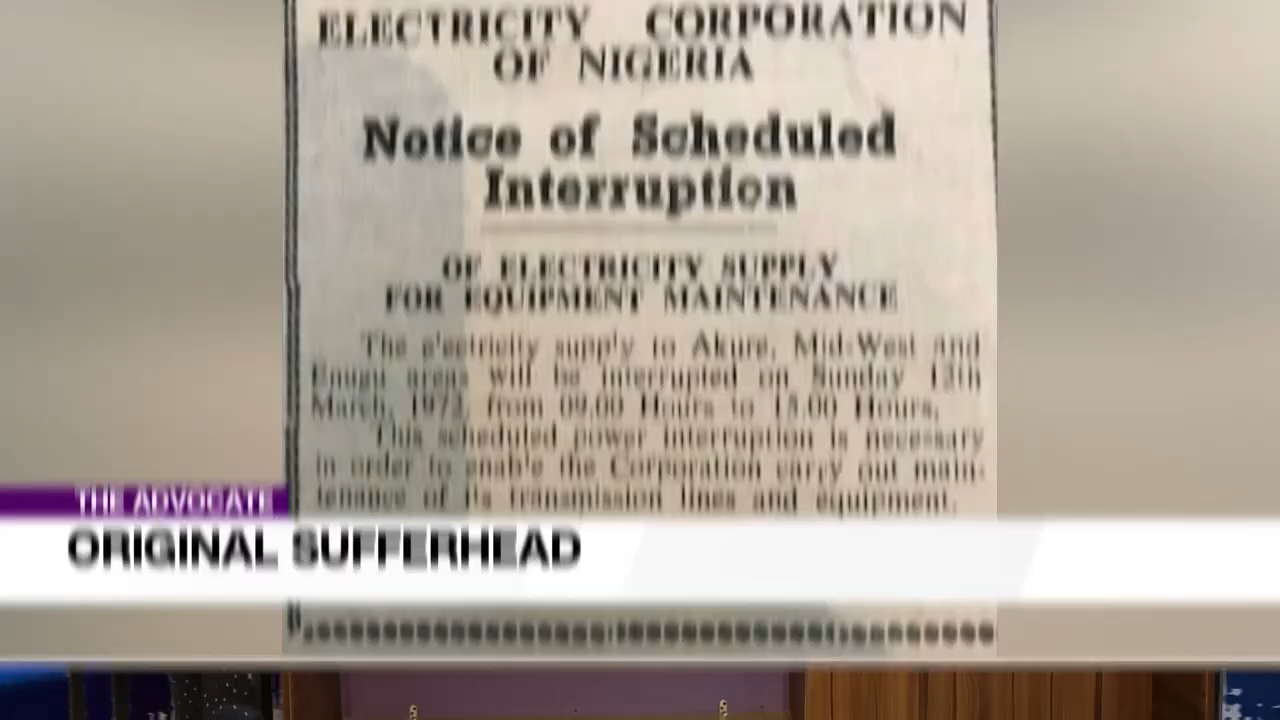 ELECTRICITY CORPORATION
OF NIGERIA
Notice of Scheduled
Interruption
OF ELECTRICITY SUPPLY
FOR EQUIPMENT MAINTENANCE
The electricity supply to Akure, Mid-West and
Enugu areas will be interrupted on Sunday 12th
March, 1972, from 09.00 Hours to 15.00 Hours.
This scheduled power interruption is necessary
in order to enable the Corporation carry out main-
tenance of its transmission lines and equipment.
THE ADVOCATE
ORIGINAL SUFFERHEAD